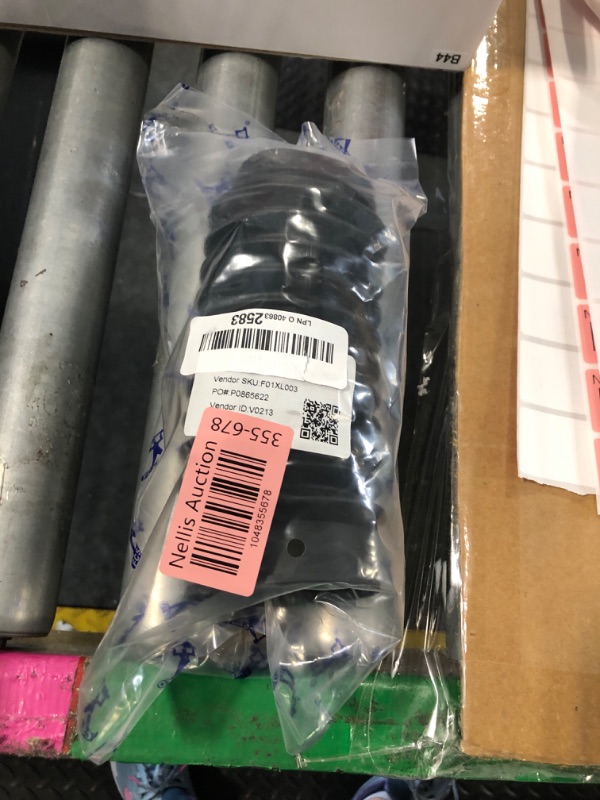 B44
LPN O 40863
2583
Vendor SKU:F01XL003
PO#:P0865622
Vendor ID:V0213
355-678
Nellis Auction
1048355678